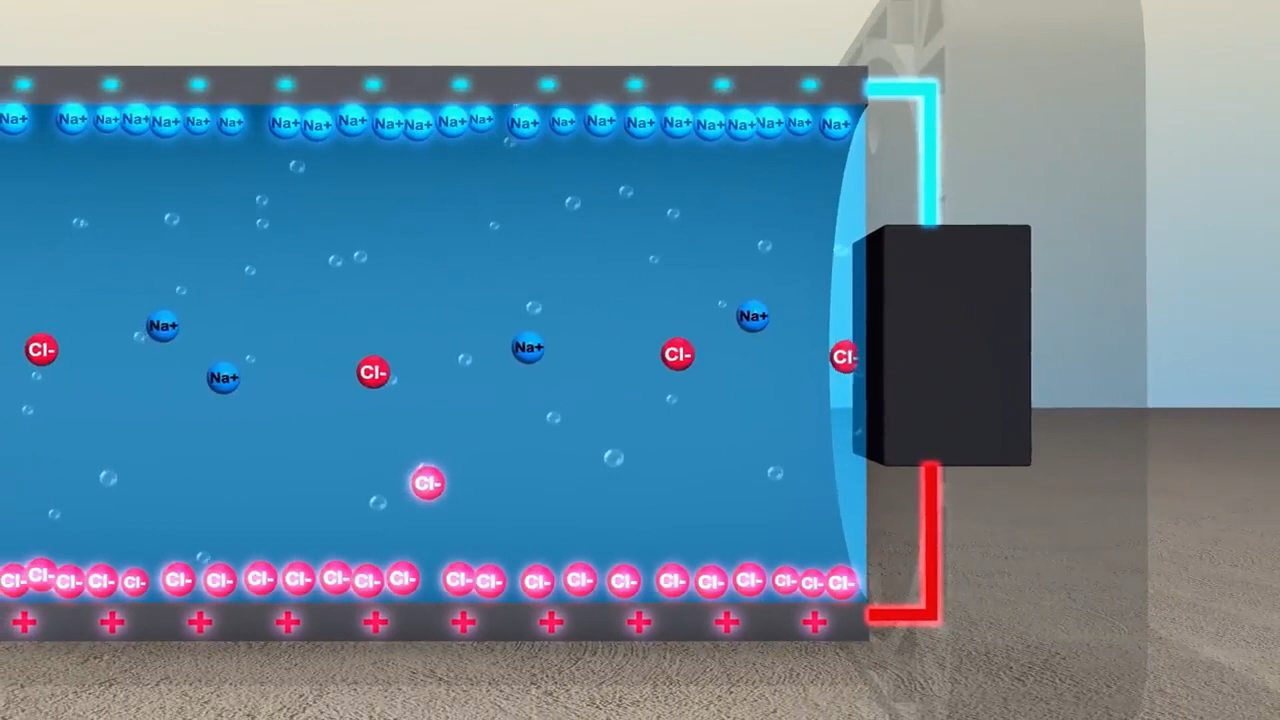 - - - - - - - - - -
Na+ Na+ Na+ Na+ Na+ Na+ Na+ Na+ Na+ Na+ Na+ Na+ Na+ Na+ Na+ Na+ Na+ Na+ Na+ Na+ Na+ Na+ Na+ Na+
Na+ Na+
Cl- Na+ Cl- Cl-
Na+ Cl-
Cl-
Cl- Cl- Cl- Cl- Cl- Cl- Cl- Cl- Cl- Cl- Cl- Cl- Cl- Cl- Cl- Cl- Cl- Cl- Cl- Cl- Cl- Cl- Cl-
+ + + + + + + + + +